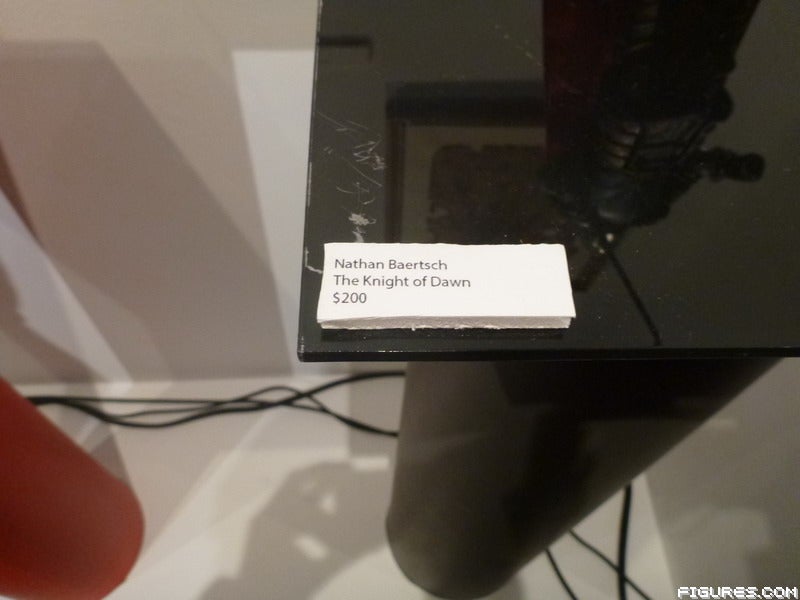 Nathan Baertsch
The Knight of Dawn
$200
FIGURES.COM